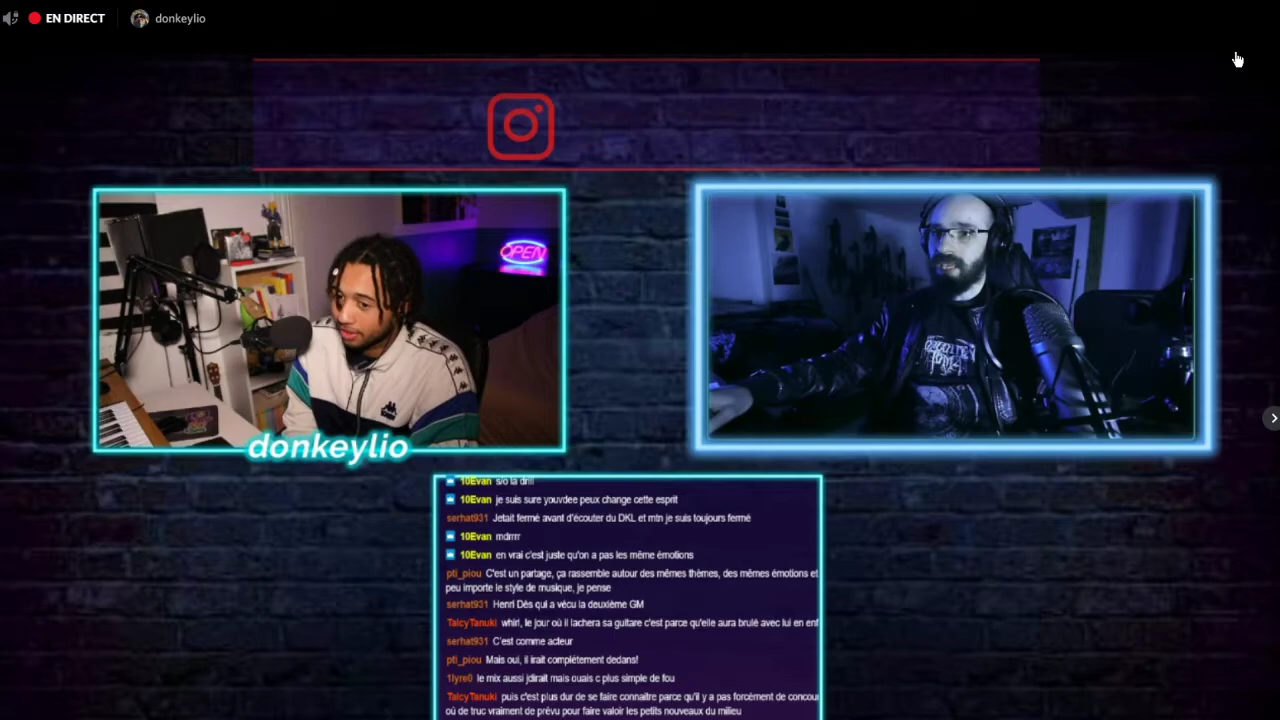 EN DIRECT donkeylio
OPEN
donkeylio
10Evan s/o la drill
10Evan je suis sure youvdee peux change cette esprit
serhat931 Jetait fermé avant d'écouter du DKL et mtn je suis toujours fermé
10Evan mdrrr
10Evan en vrai c'est juste qu'on a pas les même émotions
pti_piou C'est un partage, ça rassemble autour des mêmes thèmes, des mêmes émotions et
peu importe le style de musique, je pense
serhat931 Henri Dès qui a vécu la deuxième GM
TaicyTanuki whirl, le jour où il lachera sa guitare c'est parce qu'elle aura brulé avec lui en enf
serhat931 C'est comme acteur
pti_piou Mais oui, il irait complètement dedans!
1lyre0 le mix aussi jdirait mais ouais c plus simple de fou
TaicyTanuki puis c'est plus dur de se faire connaitre parce qu'il y a pas forcément de concou
où de truc vraiment de prévu pour faire valoir les petits nouveaux du milieu